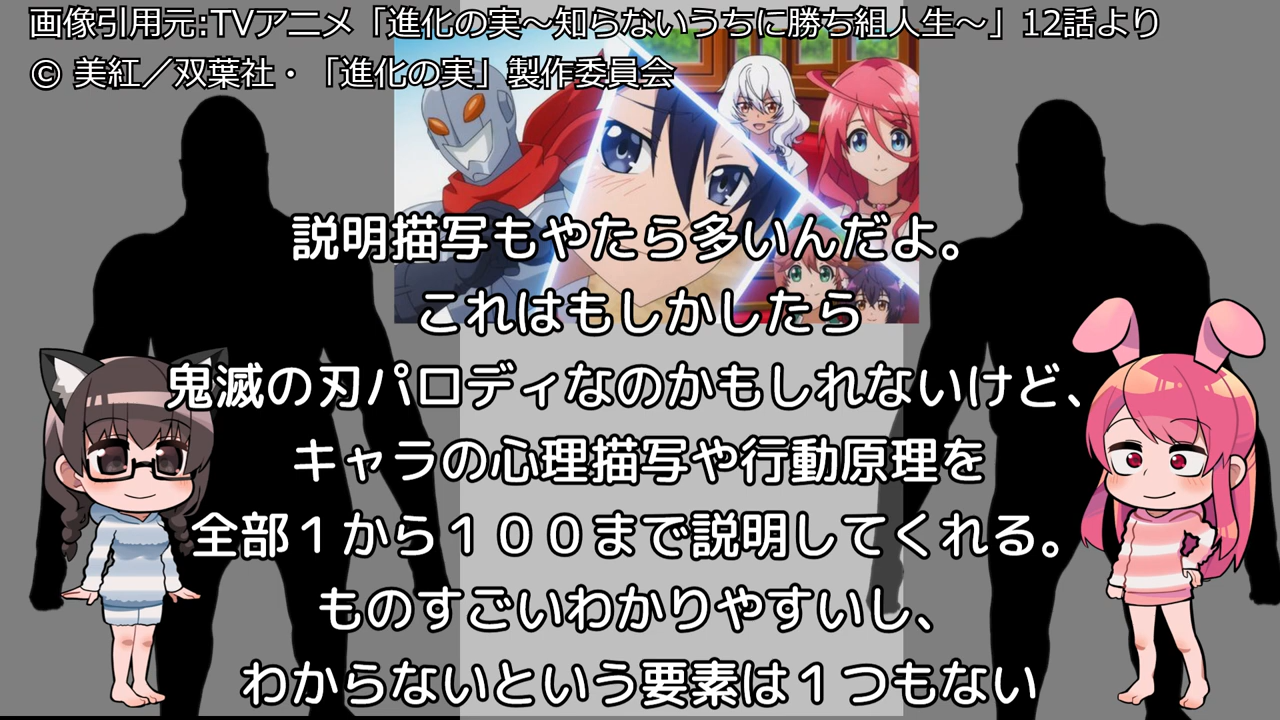 画像引用元:TVアニメ「進化の実～知らないうちに勝ち組人生～」12話より
© 美紅／双葉社・「進化の実」製作委員会
説明描写もやたら多いんだよ。
これはもしかしたら
鬼滅の刃パロディなのかもしれないけど、
キャラの心理描写や行動原理を
全部１から１００まで説明してくれる。
ものすごいわかりやすいし、
わからないという要素は１つもない